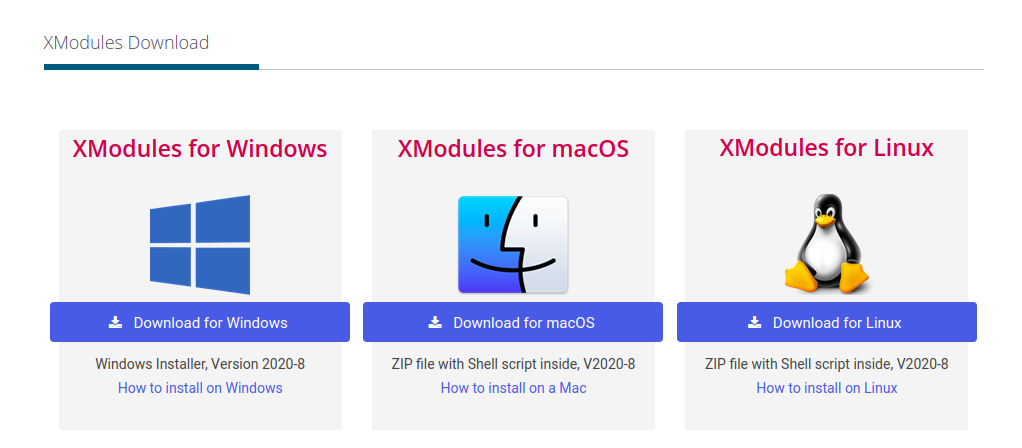 XModules Download
XModules for Windows
Download for Windows
Windows Installer, Version 2020-8
How to install on Windows
XModules for macOS
Download for macOS
ZIP file with Shell script inside, V2020-8
How to install on a Mac
XModules for Linux
Download for Linux
ZIP file with Shell script inside, V2020-8
How to install on Linux